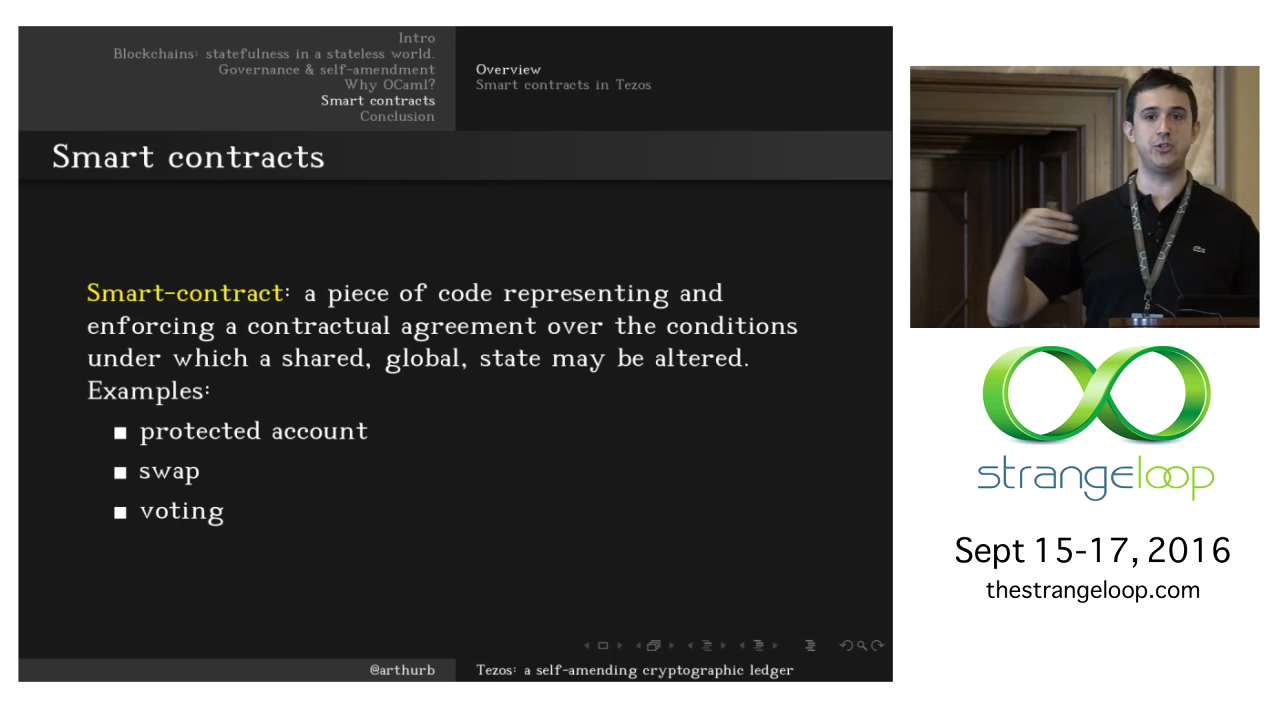 Intro
Blockchains: statefulness in a stateless world.
Governance & self-amendment
Why OCaml?
Smart contracts
Conclusion
Overview
Smart contracts in Tezos
Smart contracts
Smart-contract: a piece of code representing and
enforcing a contractual agreement over the conditions
under which a shared, global, state may be altered.
Examples:
protected account
swap
voting
@arthurb
Tezos: a self-amending cryptographic ledger
strangeloop
Sept 15-17, 2016
thestrangeloop.com